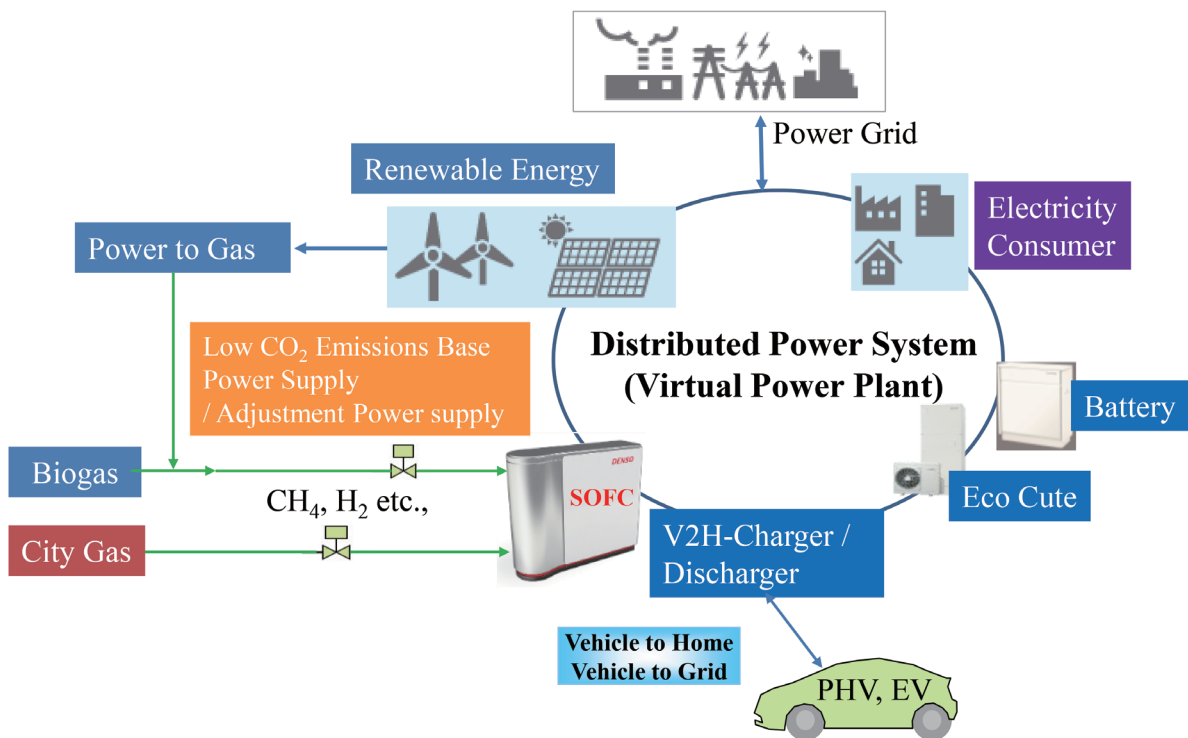 Power Grid
Renewable Energy
Electricity
Consumer
Power to Gas
Low CO₂ Emissions Base
Power Supply
/ Adjustment Power supply
Distributed Power System
(Virtual Power Plant)
Battery
Biogas
DENSO
SOFC
CH₄, H₂ etc.,
Eco Cute
City Gas
V2H-Charger /
Discharger
Vehicle to Home
Vehicle to Grid
PHV, EV